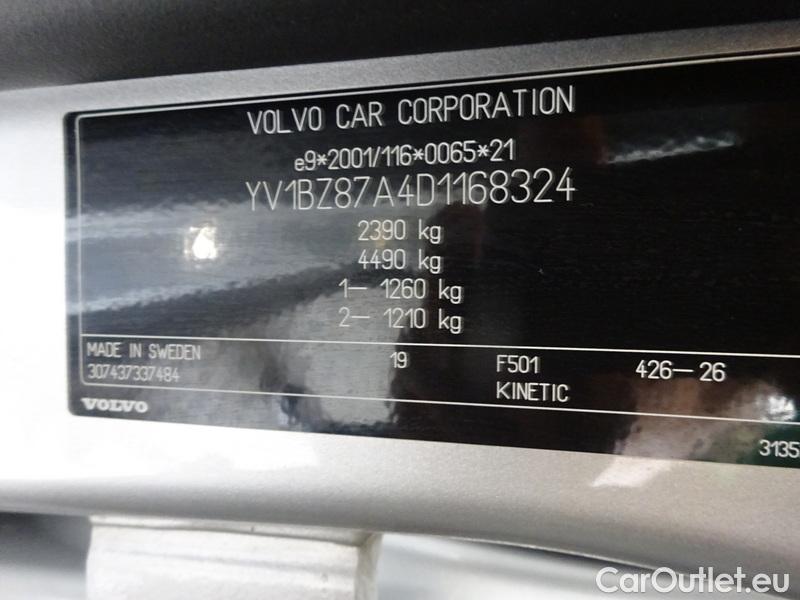 VOLVO CAR CORPORATION
e9*2001/116*0065*21
YV1BZ87A4D1168324
2390 kg
4490 kg
1— 1260 kg
2— 1210 kg
MADE IN SWEDEN 19 F501 426—26
307437337484 KINETIC
VOLVO
3135
CarOutlet.eu